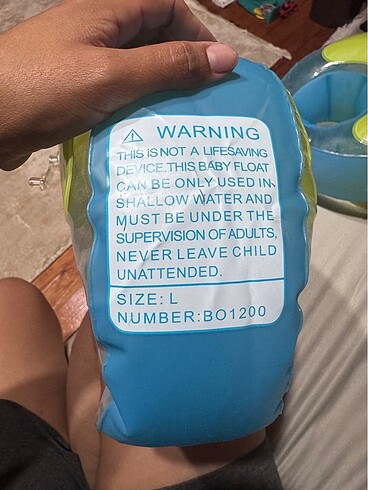 WARNING
THIS IS NOT A LIFESAVING
DEVICE.THIS BABY FLOAT
CAN BE ONLY USED IN
SHALLOW WATER AND
MUST BE UNDER THE
SUPERVISION OF ADULTS,
NEVER LEAVE CHILD
UNATTENDED.
SIZE: L
NUMBER:BO1200